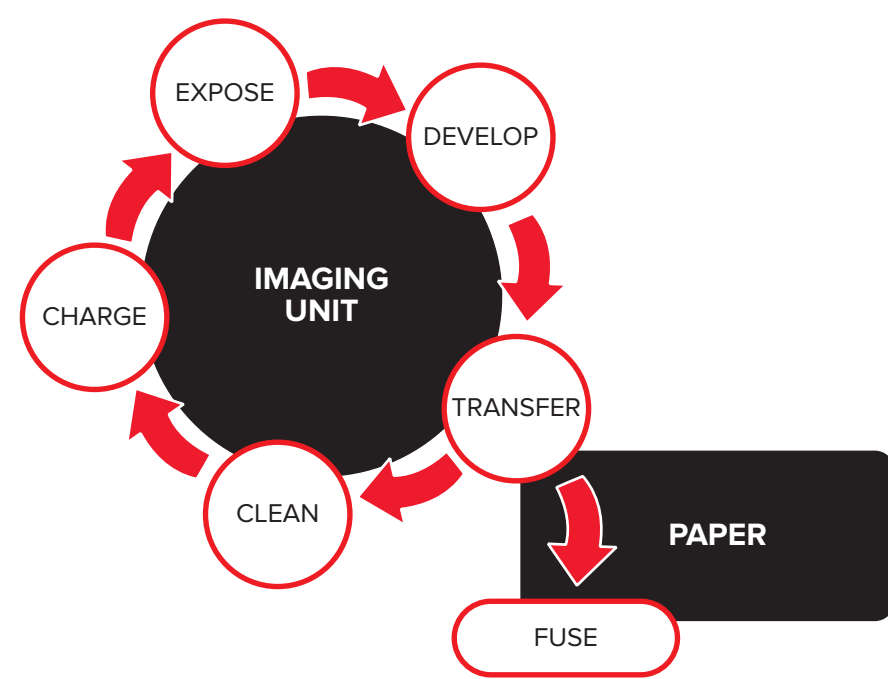 EXPOSE
DEVELOP
IMAGING
UNIT
CHARGE
TRANSFER
CLEAN
PAPER
FUSE